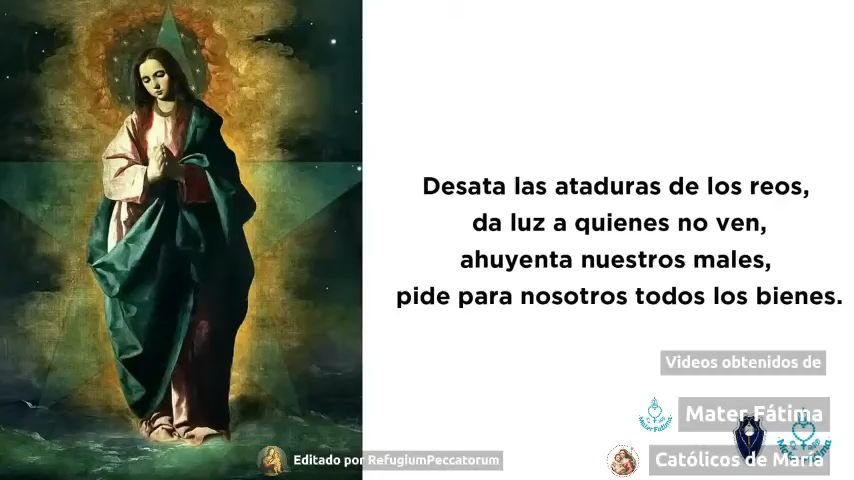 Desata las ataduras de los reos,
da luz a quienes no ven,
ahuyenta nuestros males,
pide para nosotros todos los bienes.
Videos obtenidos de
Mater Fátima
Católicos de María
Editado por RefugiumPeccatorum